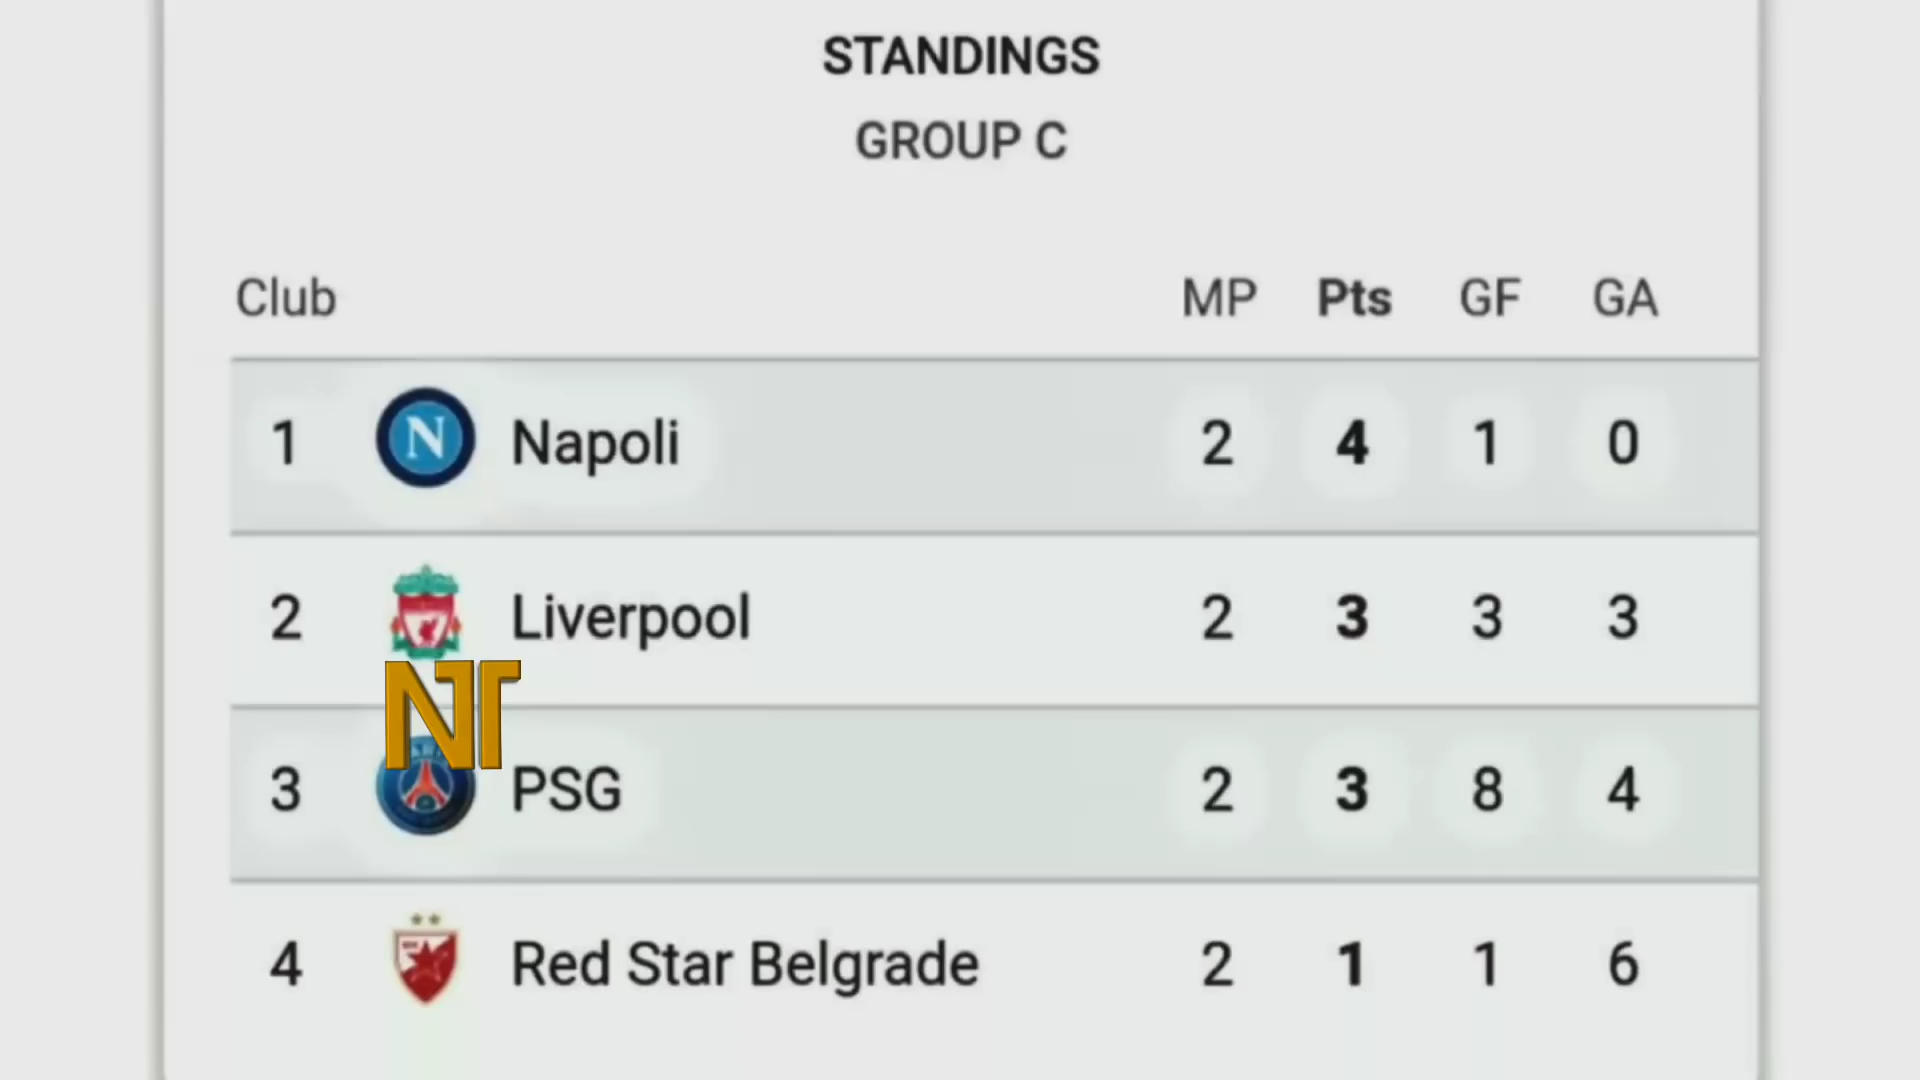 STANDINGS
GROUP C
Club MP Pts GF GA
1 N Napoli 2 4 1 0
2 Liverpool 2 3 3 3
NT
3 PSG 2 3 8 4
4 Red Star Belgrade 2 1 1 6